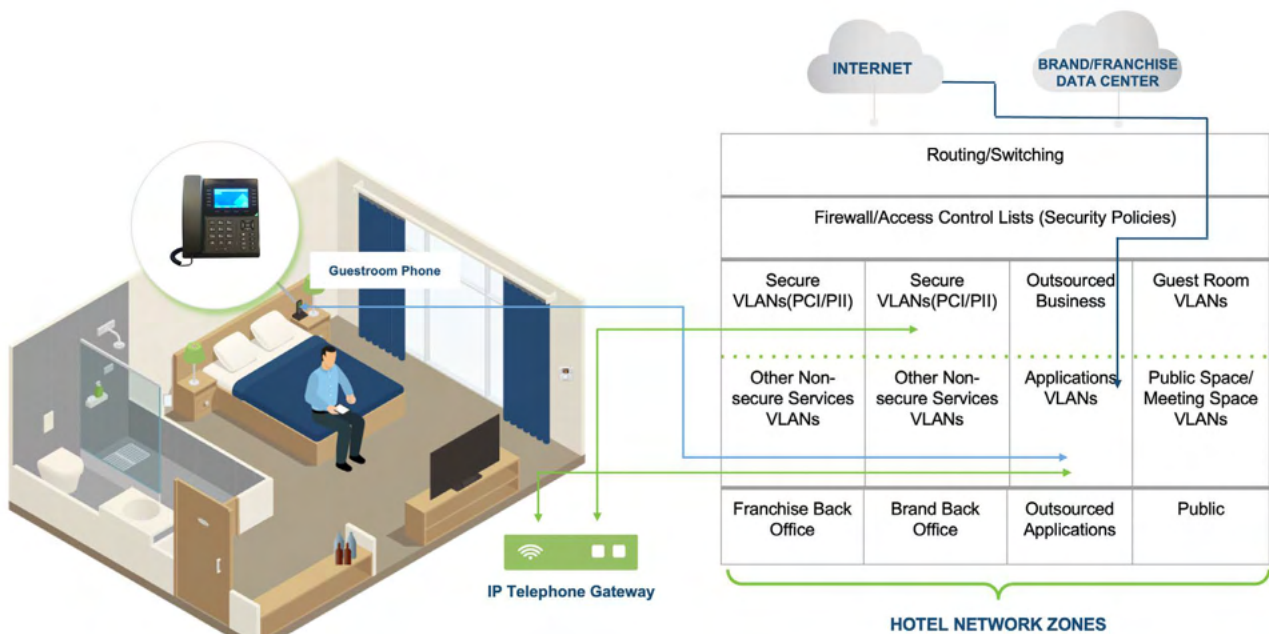 INTERNET
BRAND/FRANCHISE
DATA CENTER
Routing/Switching
Firewall/Access Control Lists (Security Policies)
Guestroom Phone
Secure
VLANs(PCI/PII)
Secure
VLANs(PCI/PII)
Outsourced
Business
Guest Room
VLANs
Other Non-
secure Services
VLANs
Other Non-
secure Services
VLANs
Applications
VLANs
Public Space/
Meeting Space
VLANs
Franchise Back
Office
Brand Back
Office
Outsourced
Applications
Public
IP Telephone Gateway
HOTEL NETWORK ZONES